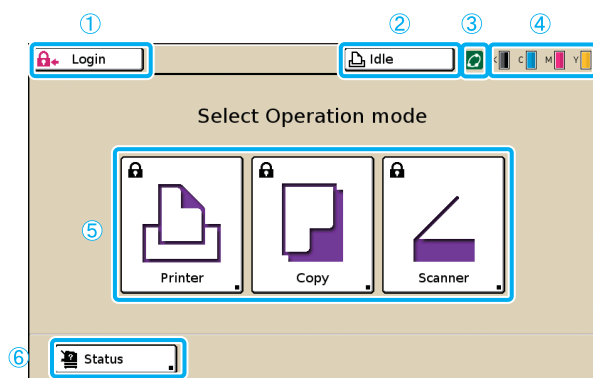 ① ② ③ ④
Login Idle K C M Y
Select Operation mode
⑤
Printer Copy Scanner
⑥ Status